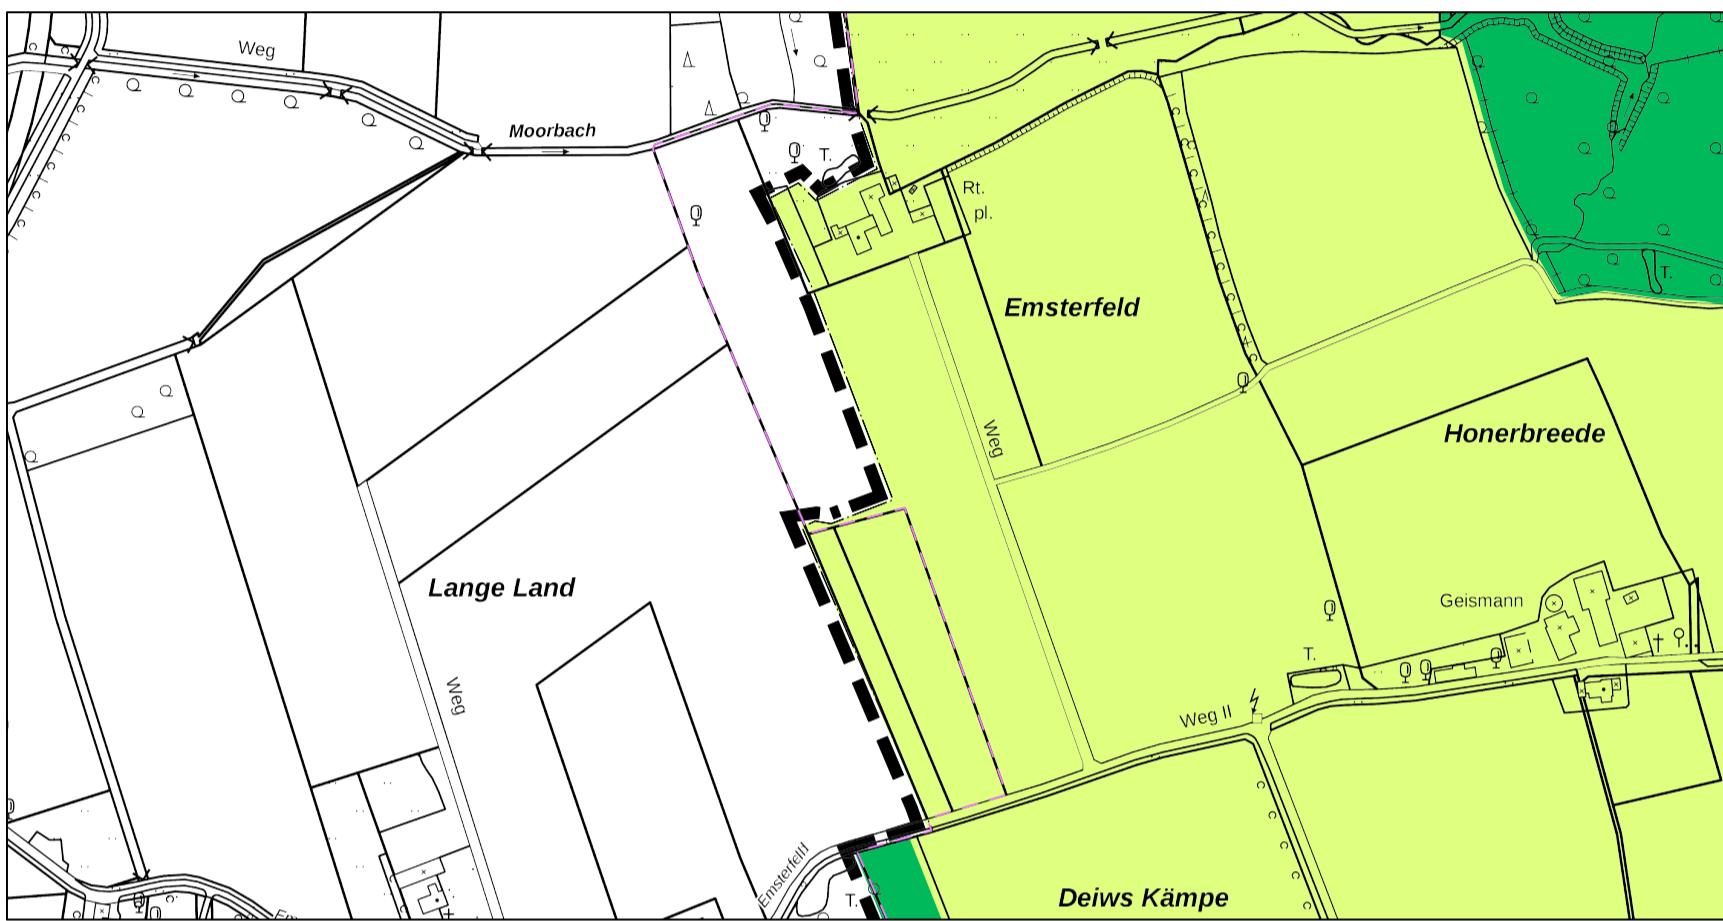 Weg
Moorbach
T.
Rt.
pl.
T.
Emsterfeld
Weg
Honerbreede
Lange Land
Geismann
T.
Weg
Weg II
Emsterfeld
T.
Deiws Kämpe